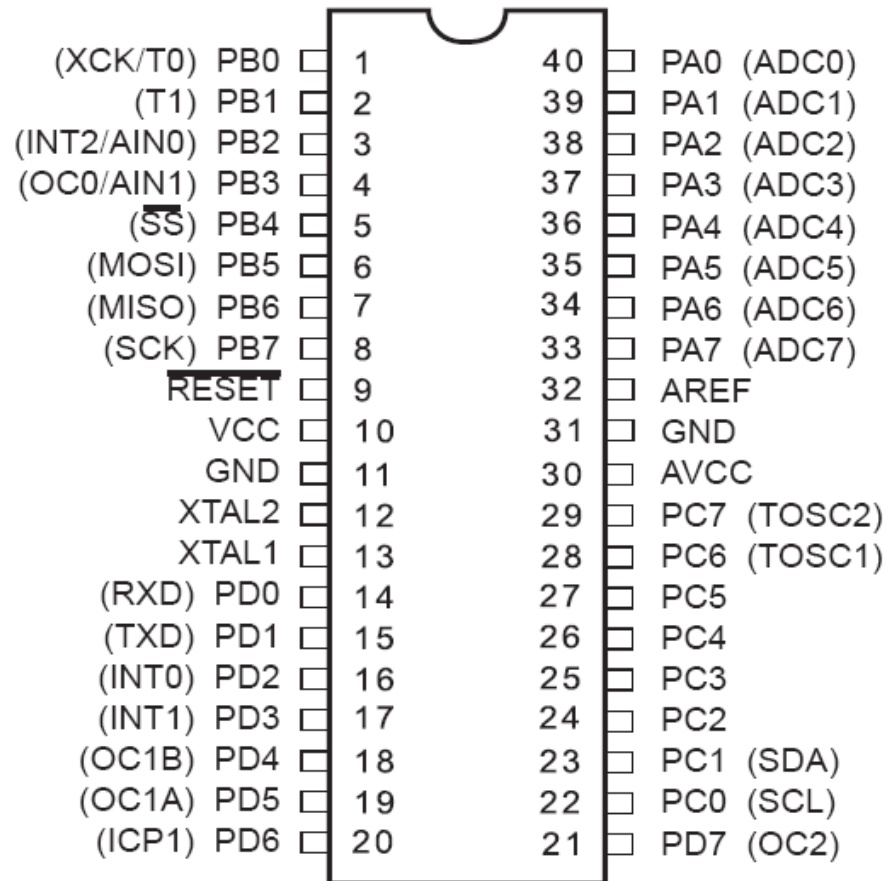 (XCK/T0) PB0 1 40 PA0 (ADC0)
(T1) PB1 2 39 PA1 (ADC1)
(INT2/AIN0) PB2 3 38 PA2 (ADC2)
(OC0/AIN1) PB3 4 37 PA3 (ADC3)
(SS) PB4 5 36 PA4 (ADC4)
(MOSI) PB5 6 35 PA5 (ADC5)
(MISO) PB6 7 34 PA6 (ADC6)
(SCK) PB7 8 33 PA7 (ADC7)
RESET 9 32 AREF
VCC 10 31 GND
GND 11 30 AVCC
XTAL2 12 29 PC7 (TOSC2)
XTAL1 13 28 PC6 (TOSC1)
(RXD) PD0 14 27 PC5
(TXD) PD1 15 26 PC4
(INT0) PD2 16 25 PC3
(INT1) PD3 17 24 PC2
(OC1B) PD4 18 23 PC1 (SDA)
(OC1A) PD5 19 22 PC0 (SCL)
(ICP1) PD6 20 21 PD7 (OC2)